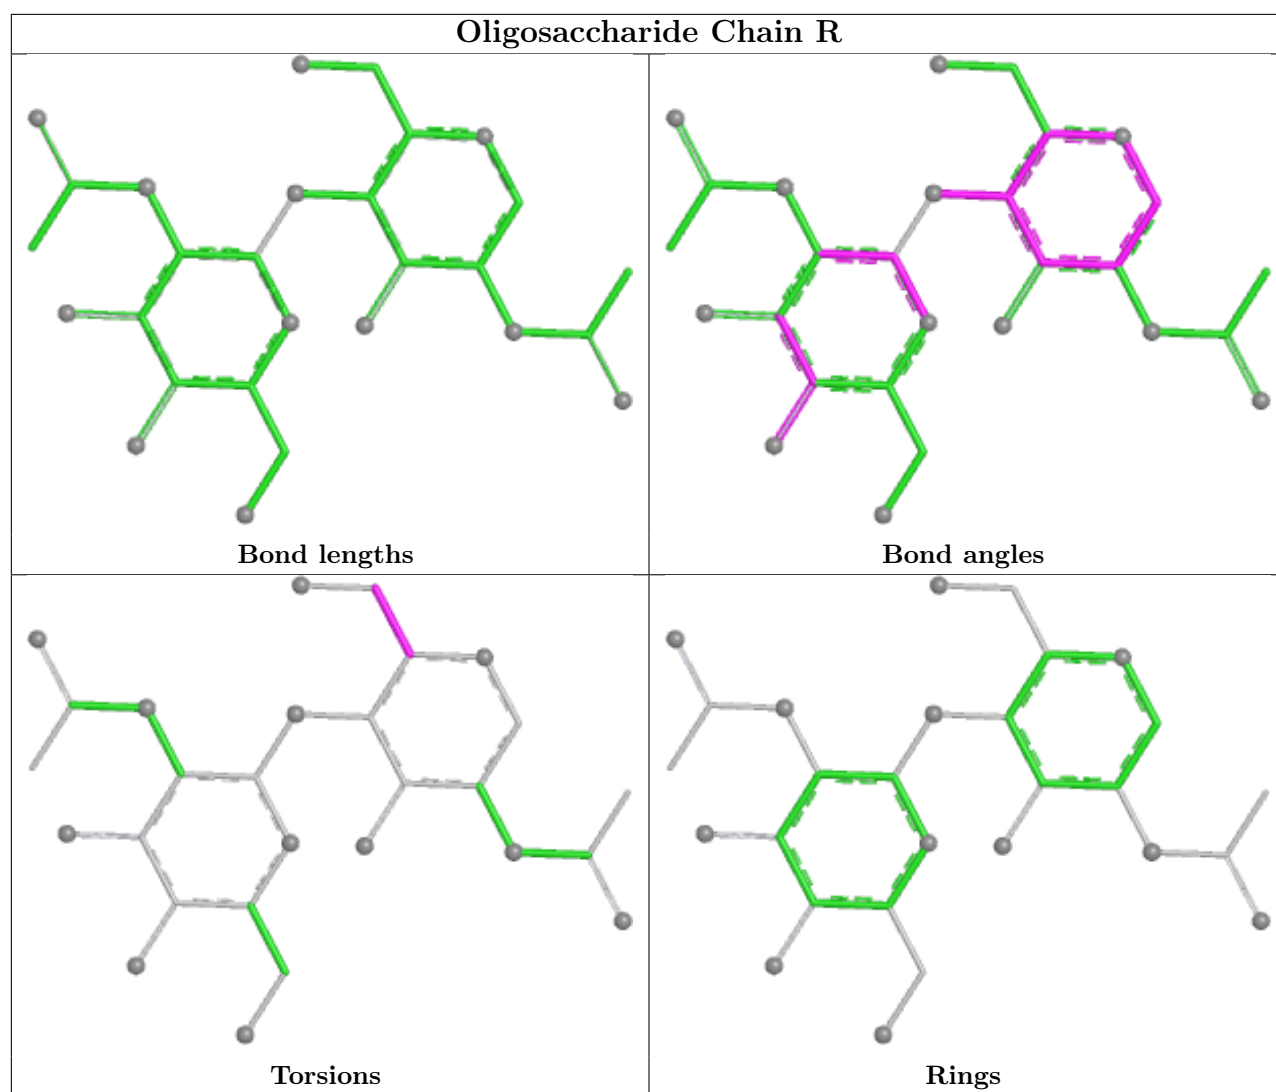 Oligosaccharide Chain R
Bond lengths
Bond angles
Torsions
Rings